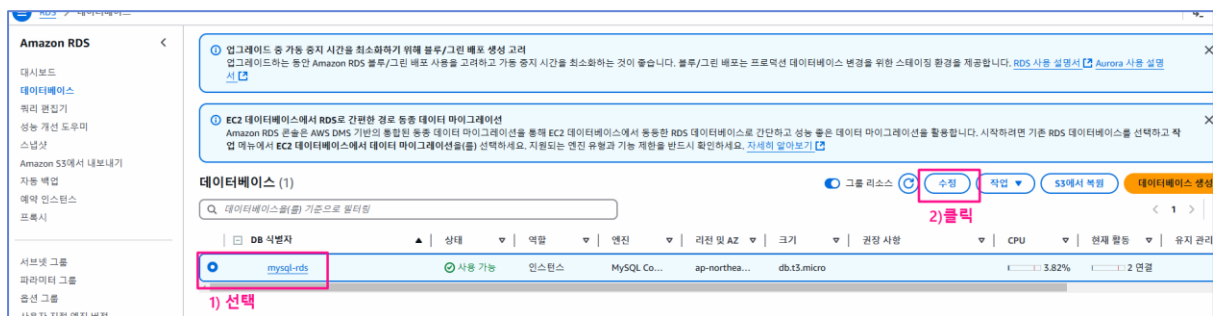 RDS > 데이터베이스
Amazon RDS
대시보드
데이터베이스
쿼리 편집기
성능 개선 도우미
스냅샷
Amazon S3에서 내보내기
자동 백업
예약 인스턴스
프록시
서브넷 그룹
파라미터 그룹
옵션 그룹
사용자 지정 엔진 버전
업그레이드 중 가동 중지 시간을 최소화하기 위해 블루/그린 배포 생성 고려
업그레이드하는 동안 Amazon RDS 블루/그린 배포 사용을 고려하고 가동 중지 시간을 최소화하는 것이 좋습니다. 블루/그린 배포는 프로덕션 데이터베이스 변경을 위한 스테이징 환경을 제공합니다. RDS 사용 설명서 Aurora 사용 설명
서
EC2 데이터베이스에서 RDS로 간편한 경로 동종 데이터 마이그레이션
Amazon RDS 콘솔은 AWS DMS 기반의 통합된 동종 데이터 마이그레이션을 통해 EC2 데이터베이스에서 동등한 RDS 데이터베이스로 간단하고 성능 좋은 데이터 마이그레이션을 활용합니다. 시작하려면 기존 RDS 데이터베이스를 선택하고 작
업 메뉴에서 EC2 데이터베이스에서 데이터 마이그레이션을(를) 선택하세요. 지원되는 엔진 유형과 기능 제한을 반드시 확인하세요. 자세히 알아보기
데이터베이스 (1)
그룹 리소스 수정 작업 S3에서 복원 데이터베이스 생성
데이터베이스을(를) 기준으로 필터링
2)클릭
1
DB 식별자 상태 역할 엔진 리전 및 AZ 크기 권장 사항 CPU 현재 활동 유지 관리
mysql-rds 사용 가능 인스턴스 MySQL Co... ap-northea... db.t3.micro 3.82% 2 연결
1) 선택